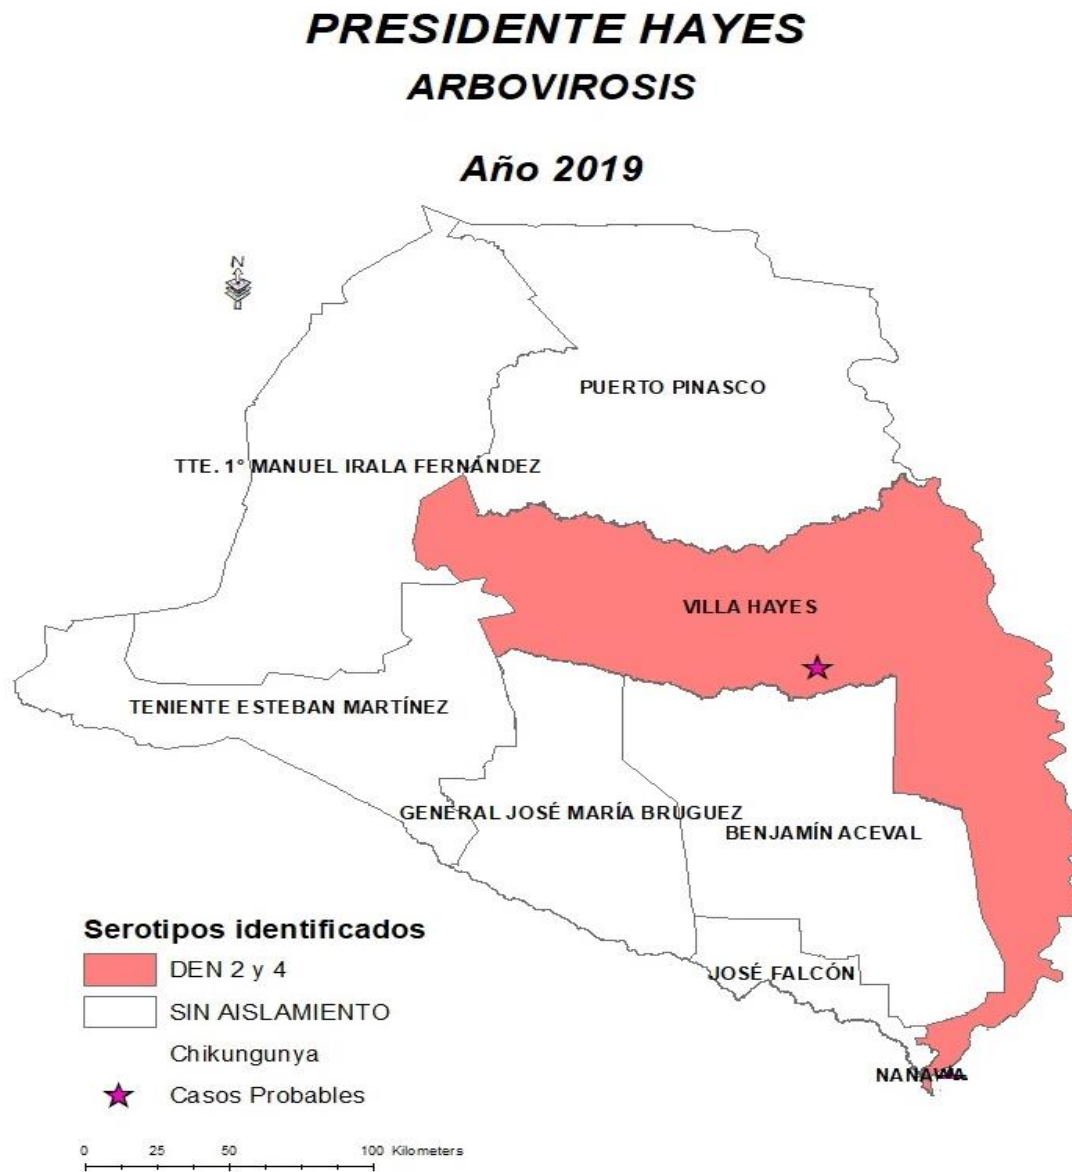 PRESIDENTE HAYES
ARBOVIROSIS
Año 2019
N
PUERTO PINASCO
TTE. 1° MANUEL IRALA FERNÁNDEZ
VILLA HAYES
TENIENTE ESTEBAN MARTÍNEZ
GENERAL JOSÉ MARÍA BRUGUEZ
BENJAMÍN ACEVAL
JOSÉ FALCÓN
NANAWA
Serotipos identificados
DEN 2 y 4
SIN AISLAMIENTO
Chikungunya
Casos Probables
0 25 50 100 Kilometers